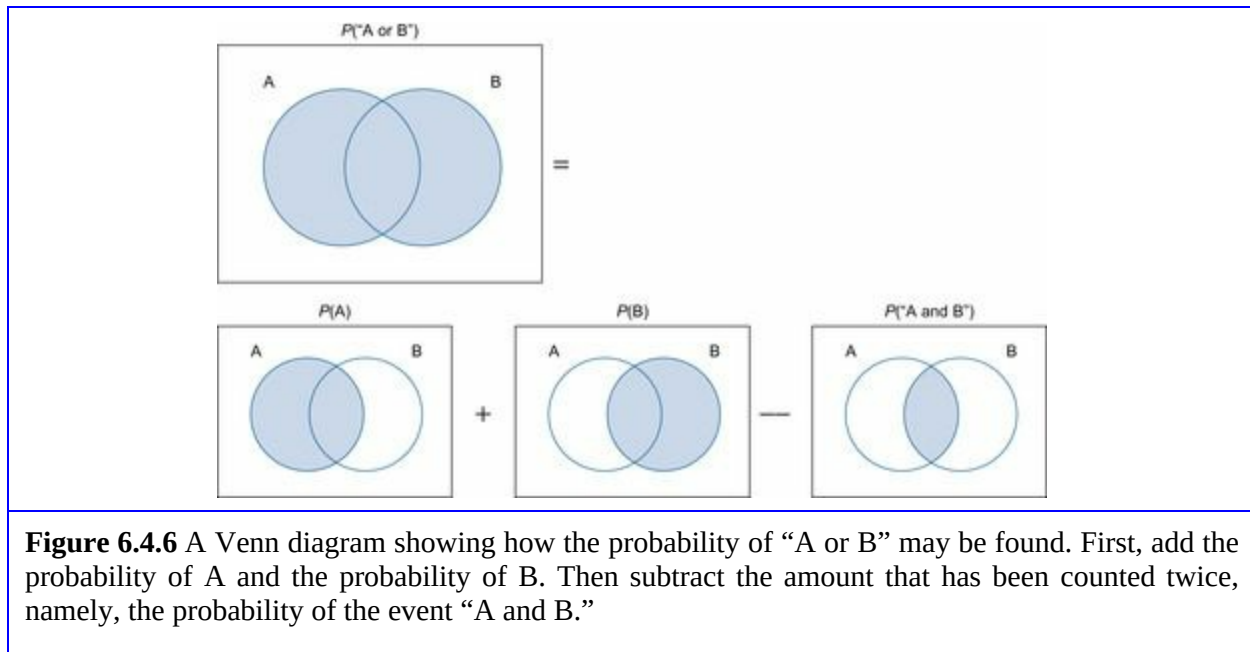 P("A or B")
A B
=
P(A) P(B) P("A and B")
A B A B A B
+ —
Figure 6.4.6 A Venn diagram showing how the probability of “A or B” may be found. First, add the
probability of A and the probability of B. Then subtract the amount that has been counted twice,
namely, the probability of the event “A and B.”